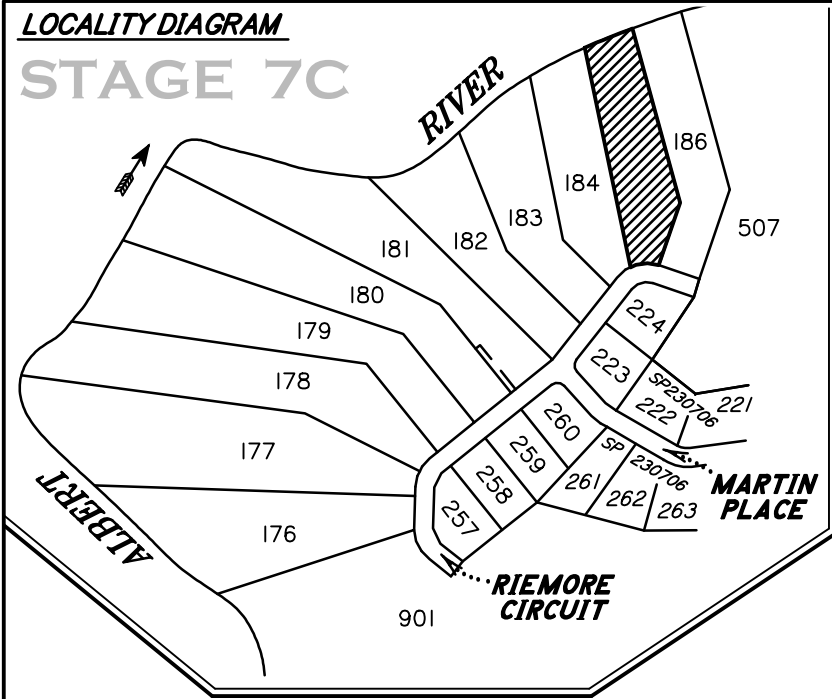 LOCALITY DIAGRAM
STAGE 7C
RIVER
186
184
183
182
181
507
180
179
178
177
176
224
223
SP230706
222
221
260
259
258
257
SP 230706
261
262
263
MARTIN
PLACE
ALBERT
RIEMORE
CIRCUIT
901